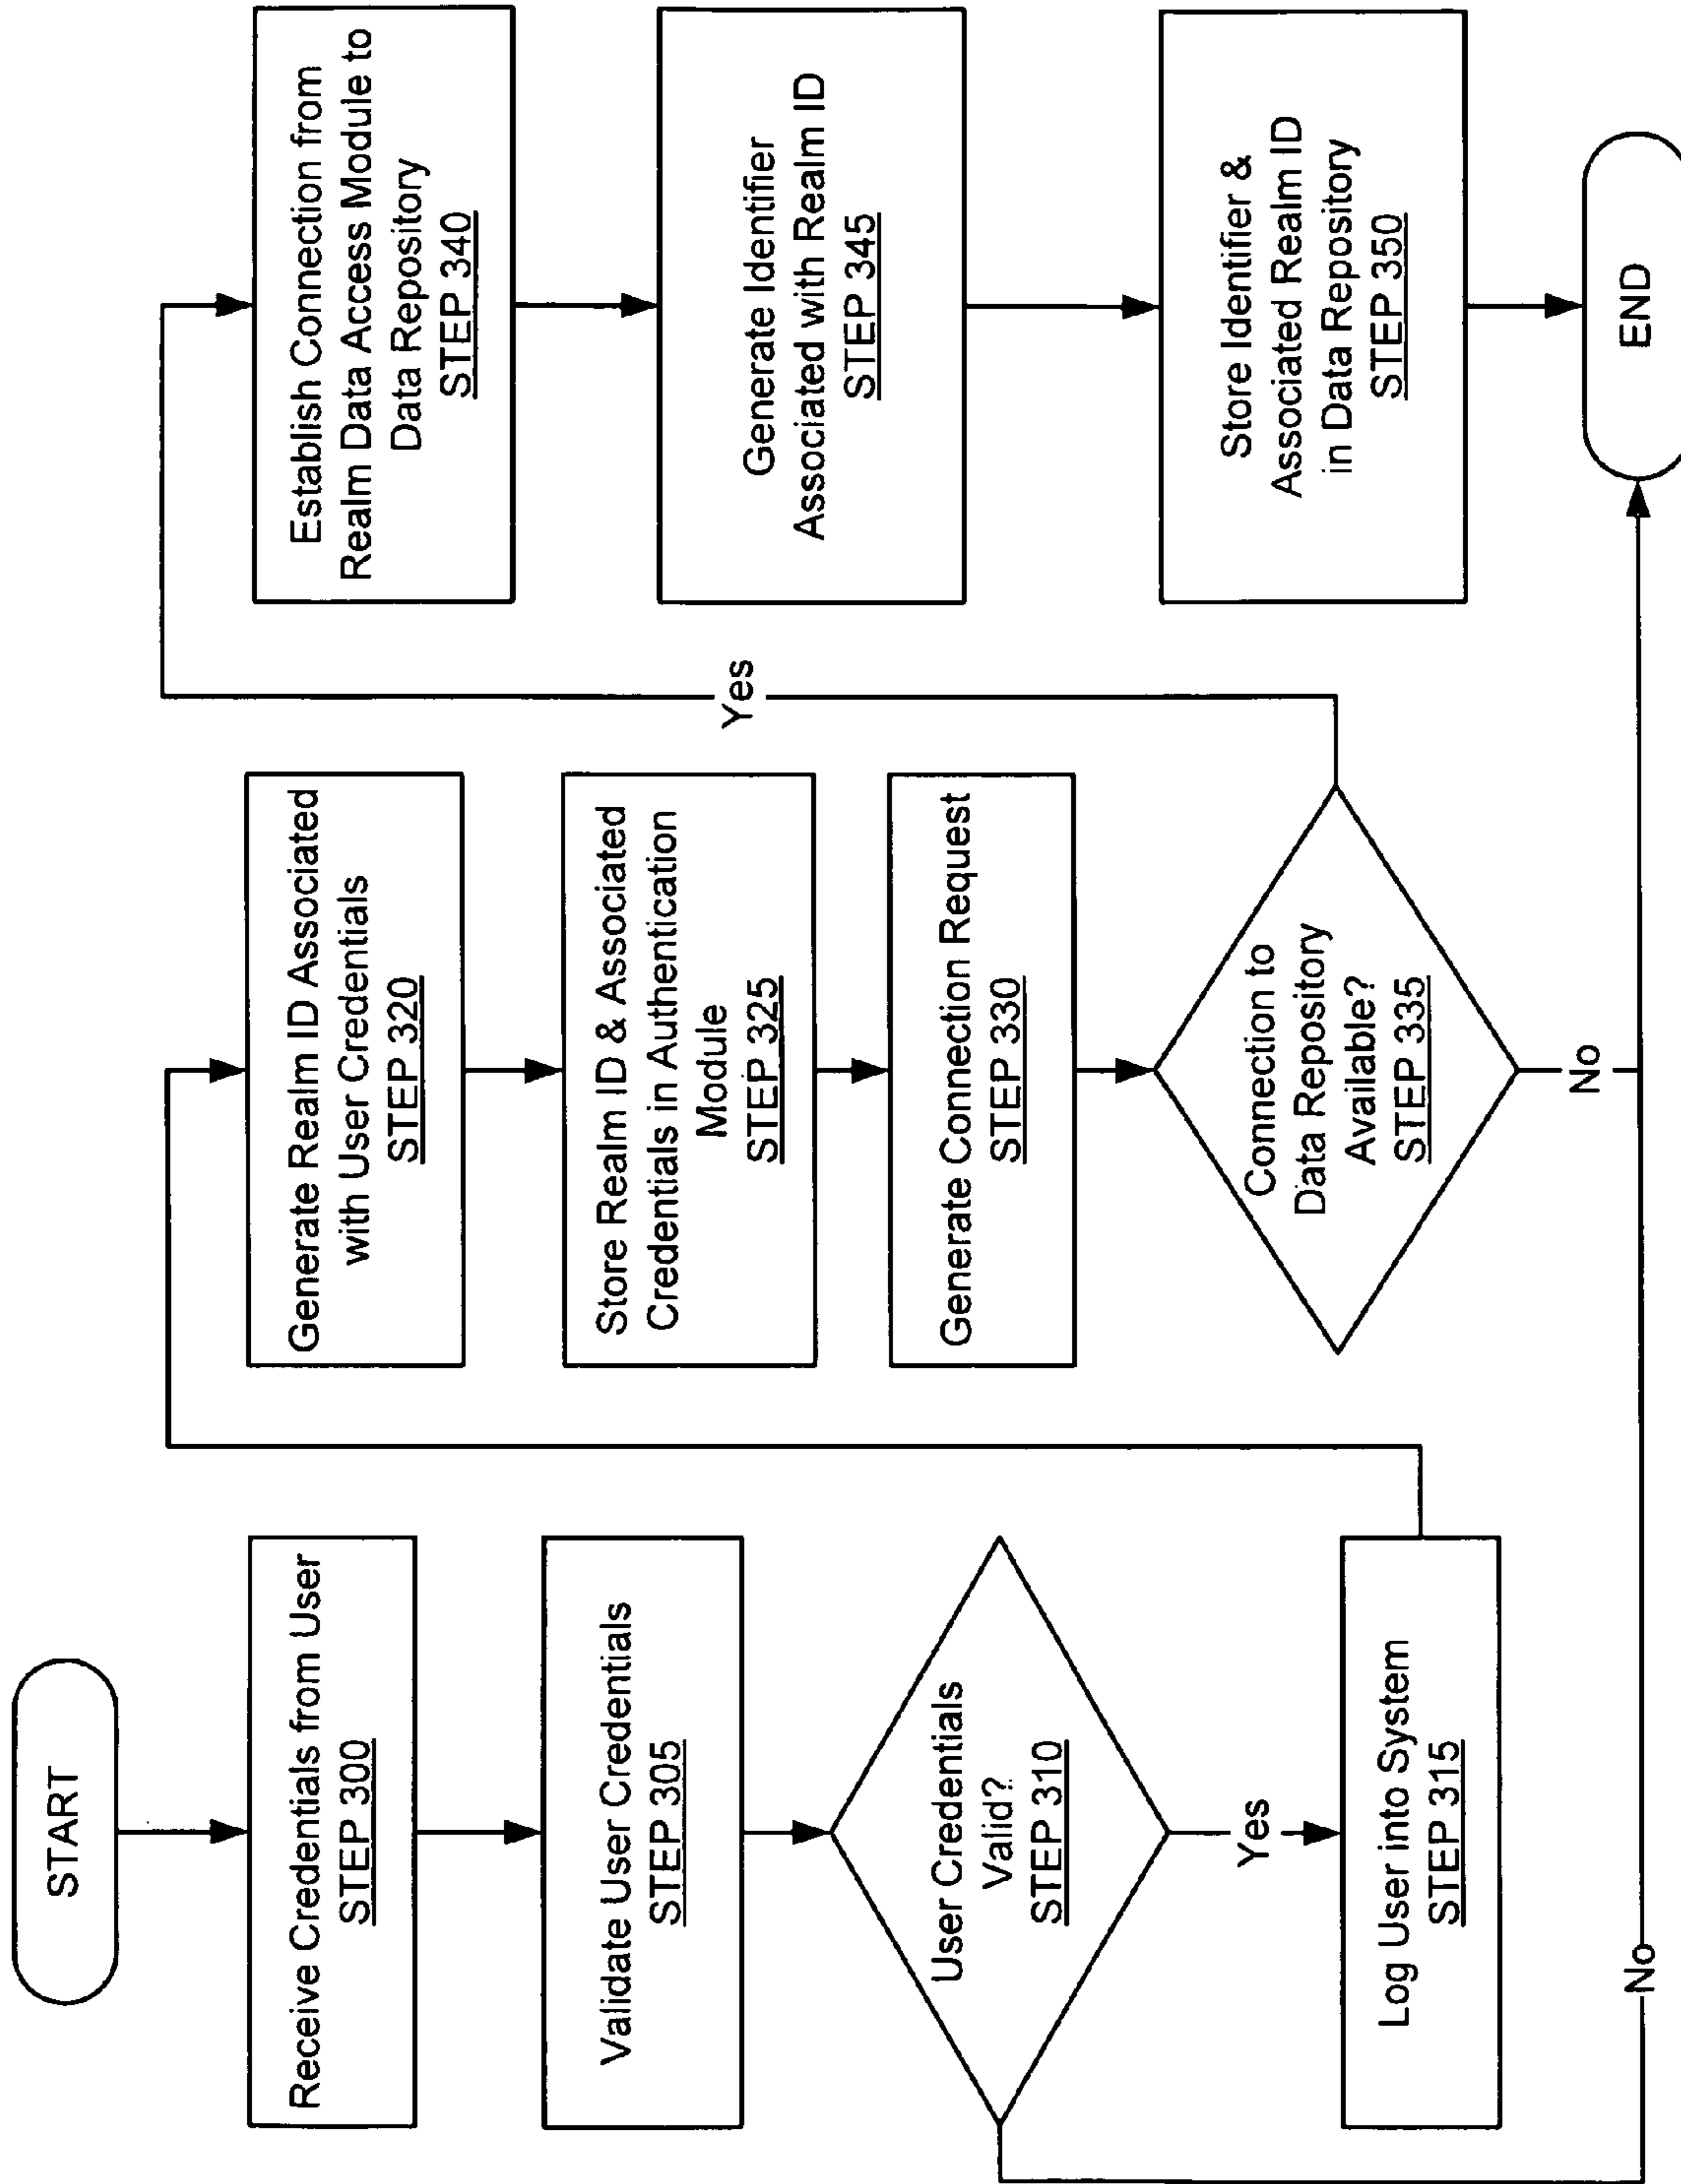 START
Receive Credentials from User
STEP 300
Validate User Credentials
STEP 305
User Credentials
Valid?
STEP 310
Yes
No
Log User into System
STEP 315
Generate Realm ID Associated
with User Credentials
STEP 320
Store Realm ID & Associated
Credentials in Authentication
Module
STEP 325
Generate Connection Request
STEP 330
Connection to
Data Repository
Available?
STEP 335
No
Yes
Establish Connection from
Realm Data Access Module to
Data Repository
STEP 340
Generate Identifier
Associated with Realm ID
STEP 345
Store Identifier &
Associated Realm ID
in Data Repository
STEP 350
END